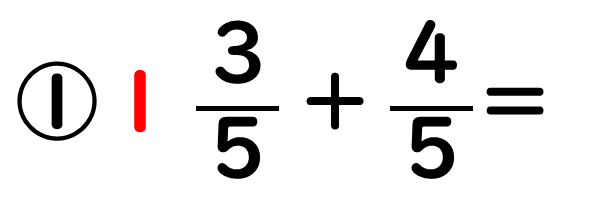 ① 1 3/5 + 4/5 =